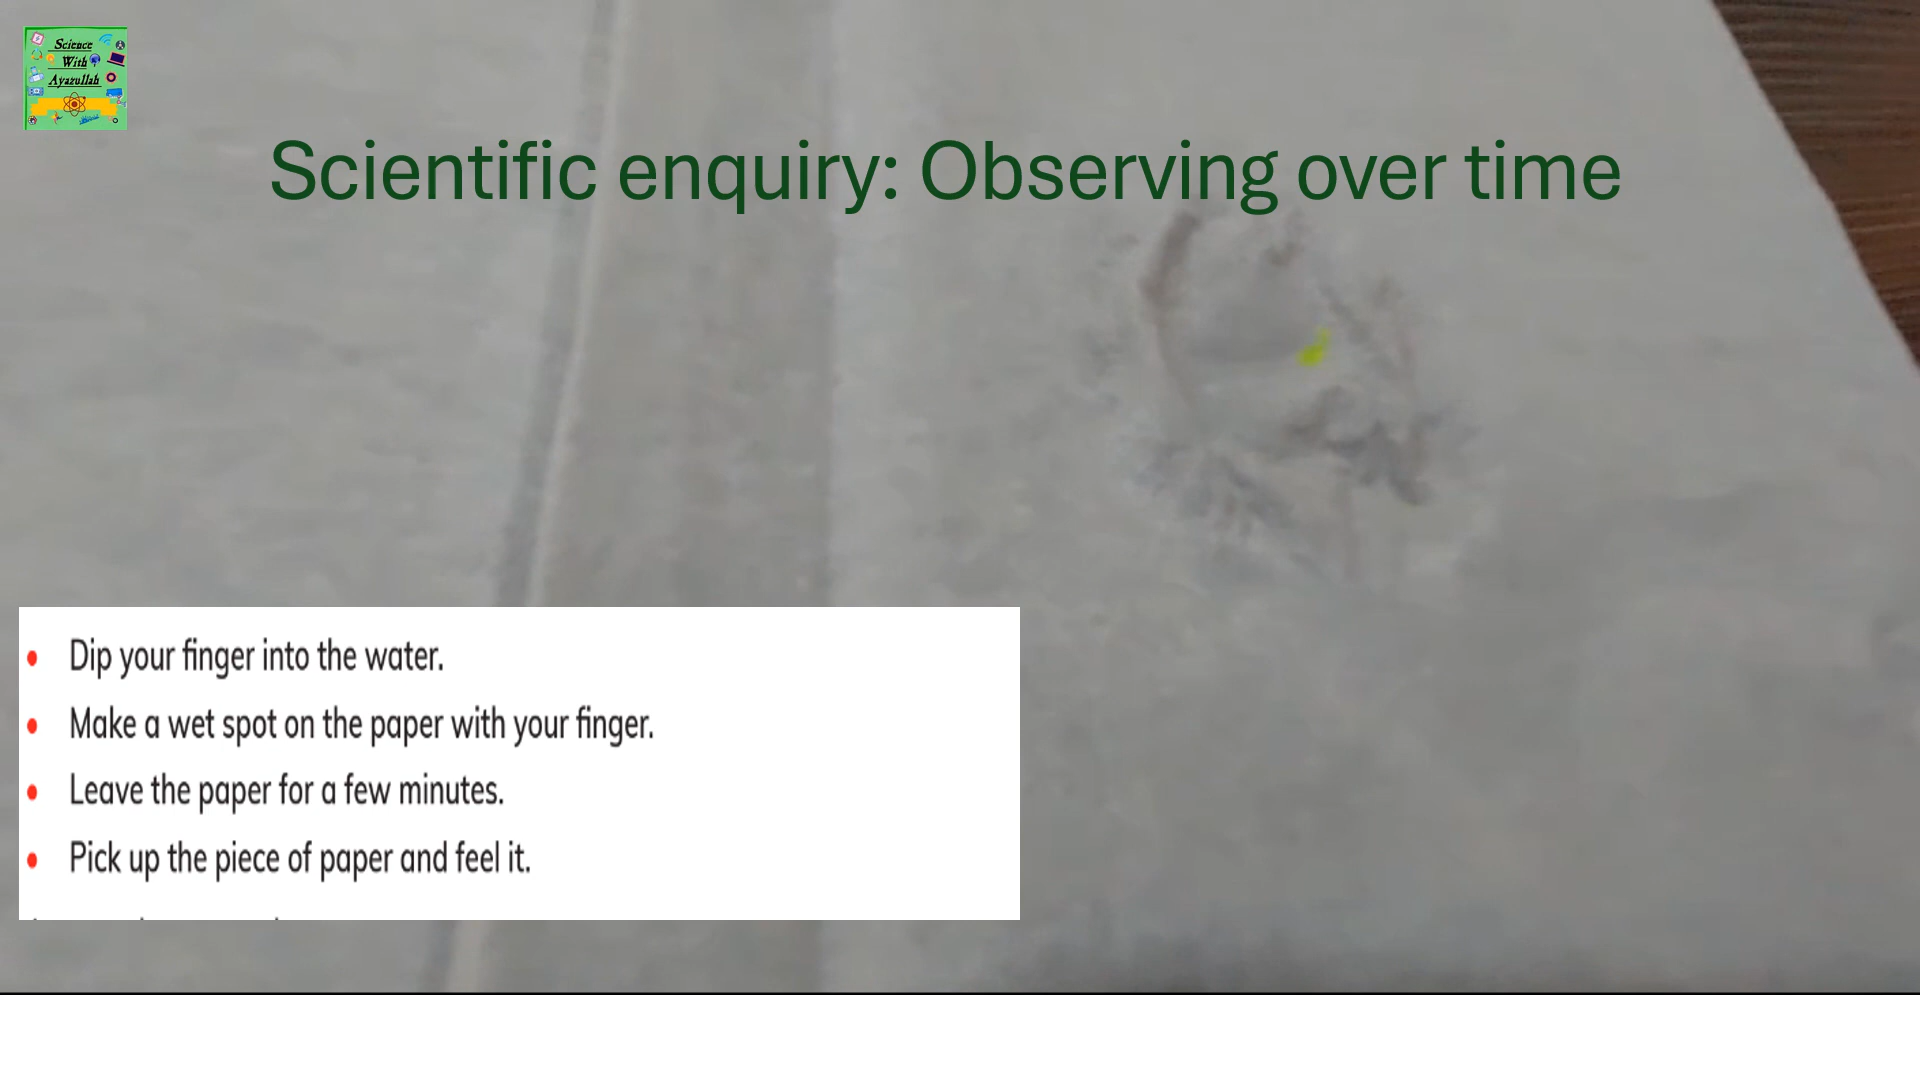 Science
With
Ayazullah
Scientific enquiry: Observing over time
Dip your finger into the water.
Make a wet spot on the paper with your finger.
Leave the paper for a few minutes.
Pick up the piece of paper and feel it.